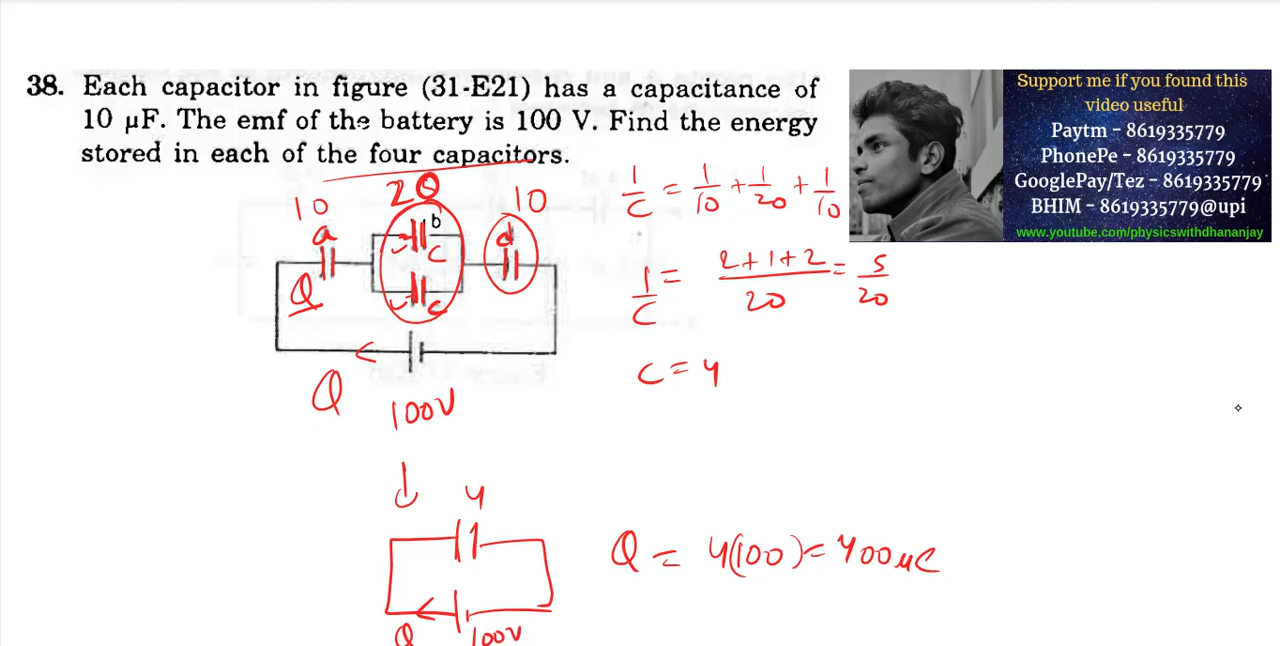 38. Each capacitor in figure (31-E21) has a capacitance of
10 μF. The emf of the battery is 100 V. Find the energy
stored in each of the four capacitors.
Support me if you found this
video useful
Paytm - 8619335779
PhonePe - 8619335779
GooglePay/Tez - 8619335779
BHIM - 8619335779@upi
www.youtube.com/physicswithdhananjay
10 20 10
a b d
c
Q c
Q
100V
1/C = 1/10 + 1/20 + 1/10
1/C = 2+1+2/20 = 5/20
C = 4
4
Q = 4(100) = 400μC
Q 100V